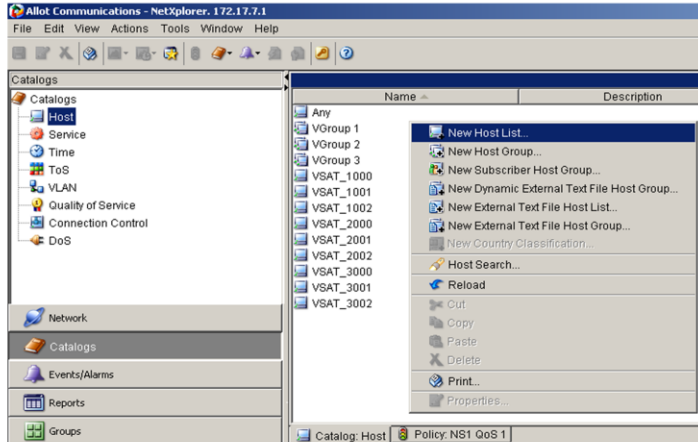 Allot Communications - NetXplorer. 172.17.7.1
File Edit View Actions Tools Window Help
Catalogs
Catalogs
Host
Service
Time
ToS
VLAN
Quality of Service
Connection Control
DoS
Network
Catalogs
Events/Alarms
Reports
Groups
Name Description
Any
VGroup 1
VGroup 2
VGroup 3
VSAT_1000
VSAT_1001
VSAT_1002
VSAT_2000
VSAT_2001
VSAT_2002
VSAT_3000
VSAT_3001
VSAT_3002
New Host List...
New Host Group...
New Subscriber Host Group...
New Dynamic External Text File Host Group...
New External Text File Host List...
New External Text File Host Group...
New Country Classification...
Host Search...
Reload
Cut
Copy
Paste
Delete
Print...
Properties...
Catalog: Host Policy: NS1 QoS 1